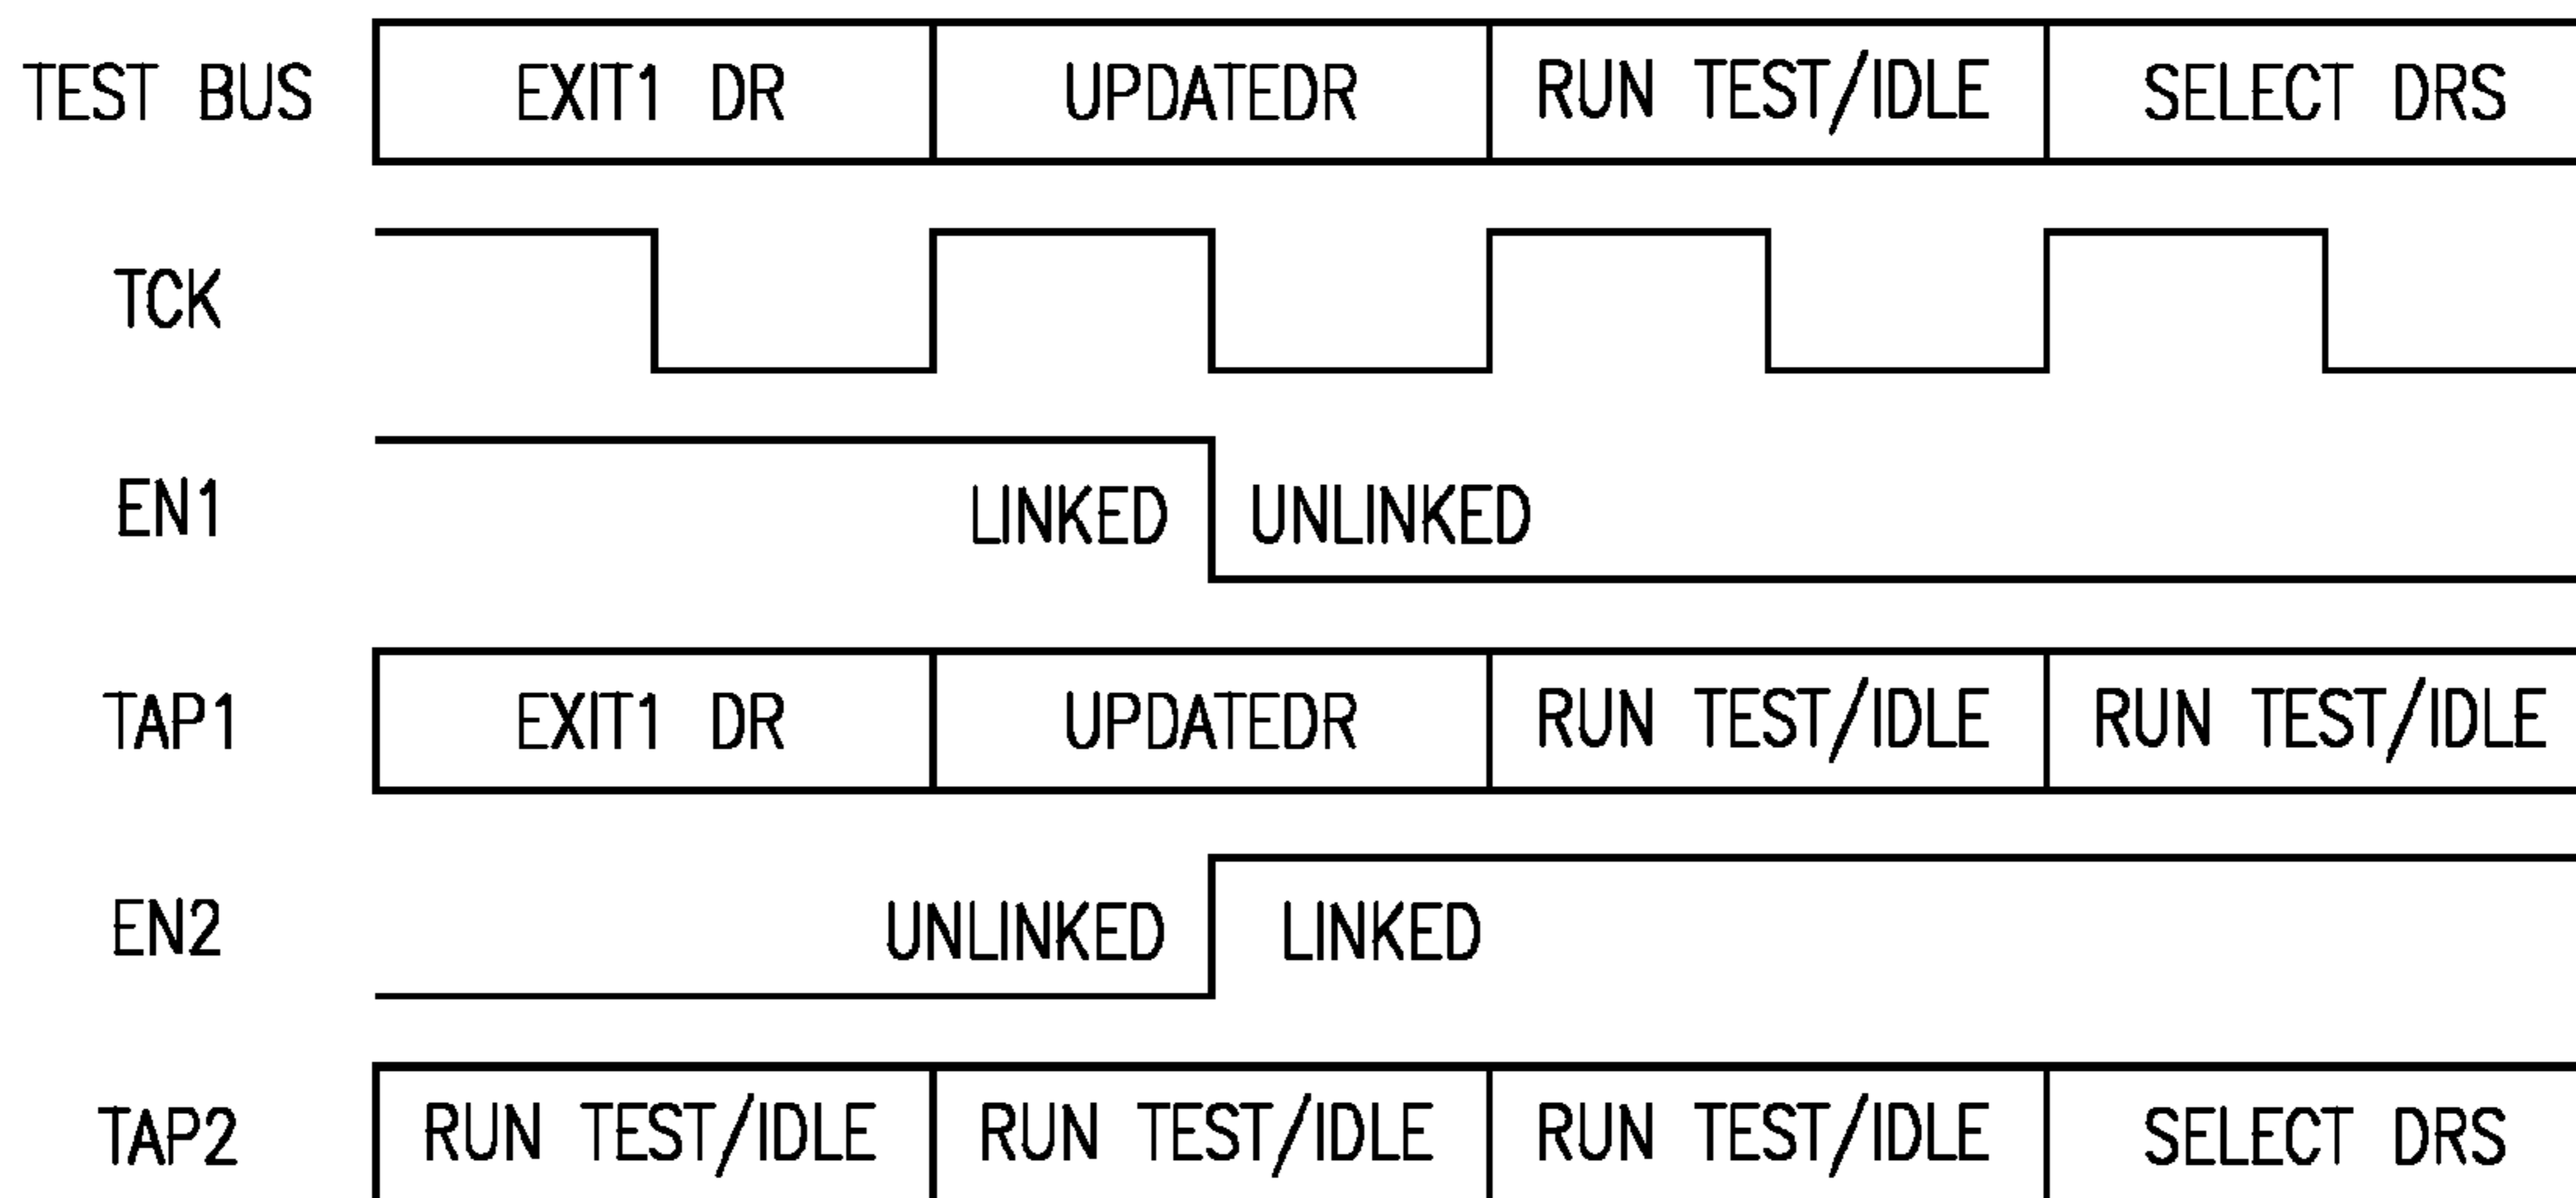 TEST BUS EXIT1 DR UPDATEDR RUN TEST/IDLE SELECT DRS
TCK
EN1 LINKED UNLINKED
TAP1 EXIT1 DR UPDATEDR RUN TEST/IDLE RUN TEST/IDLE
EN2 UNLINKED LINKED
TAP2 RUN TEST/IDLE RUN TEST/IDLE RUN TEST/IDLE SELECT DRS